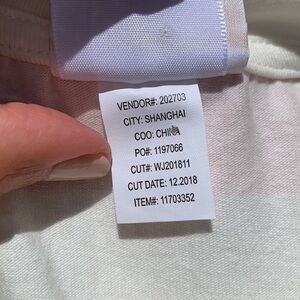 VENDOR#: 202703
CITY: SHANGHAI
COO: CHINA
PO#: 1197066
CUT#: WJ201811
CUT DATE: 12.2018
ITEM#: 11703352